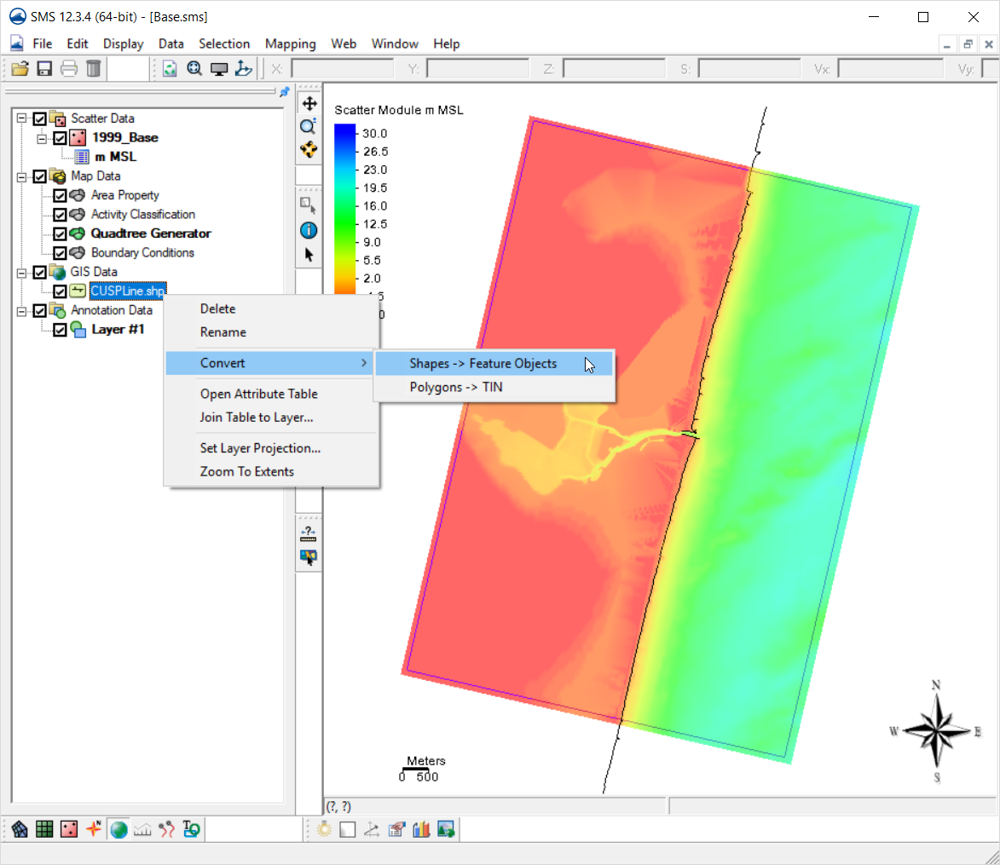 SMS 12.3.4 (64-bit) - [Base.sms]
File Edit Display Data Selection Mapping Web Window Help
X: Y: Z: S: Vx: Vy:
Scatter Data
1999_Base
m MSL
Map Data
Area Property
Activity Classification
Quadtree Generator
Boundary Conditions
GIS Data
CUSPLine.shp
Annotation Data
Layer #1
Delete
Rename
Convert
Open Attribute Table
Join Table to Layer...
Set Layer Projection...
Zoom To Extents
Shapes -> Feature Objects
Polygons -> TIN
Scatter Module m MSL
30.0
26.5
23.0
19.5
16.0
12.5
9.0
5.5
2.0
.5
0
N
W E
S
Meters
0 500
(?, ?)